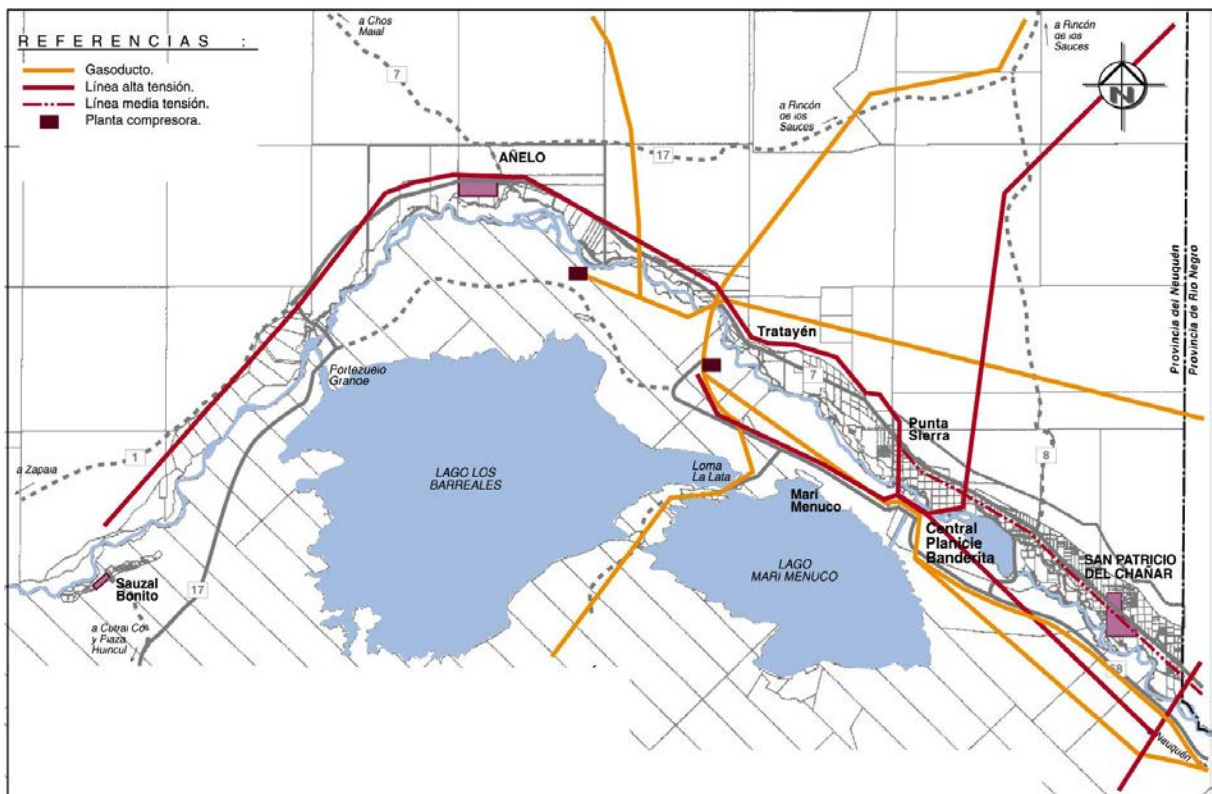 REFERENCIAS :
Gasoducto.
Línea alta tensión.
Línea media tensión.
Planta compresora.
a Chos
Malal
7
a Rincón
de los
Sauces
a Rincón
de los
Sauces
N
17
AÑELO
Provincia del Neuquén
Provincia de Río Negro
Tratayén
7
Portezuelo
Grande
Punta
Sierra
1
a Zapala
8
LAGO LOS
BARREALES
Loma
La Lata
Mari
Menuco
Central
Planicie
Banderita
SAN PATRICIO
DEL CHAÑAR
LAGO
MARI MENUCO
Sauzal
Bonito
17
a Cutral Có
y Plaza
Huincul
68
a Neuquén